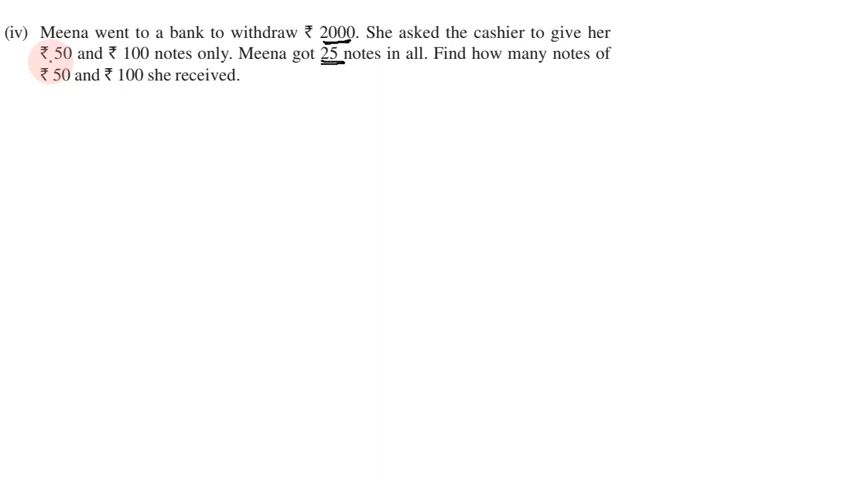 (iv) Meena went to a bank to withdraw ₹ 2000. She asked the cashier to give her
₹ 50 and ₹ 100 notes only. Meena got 25 notes in all. Find how many notes of
₹ 50 and ₹ 100 she received.